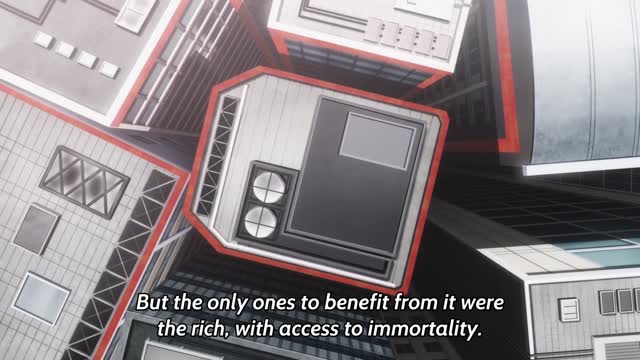 But the only ones to benefit from it were
the rich, with access to immortality.